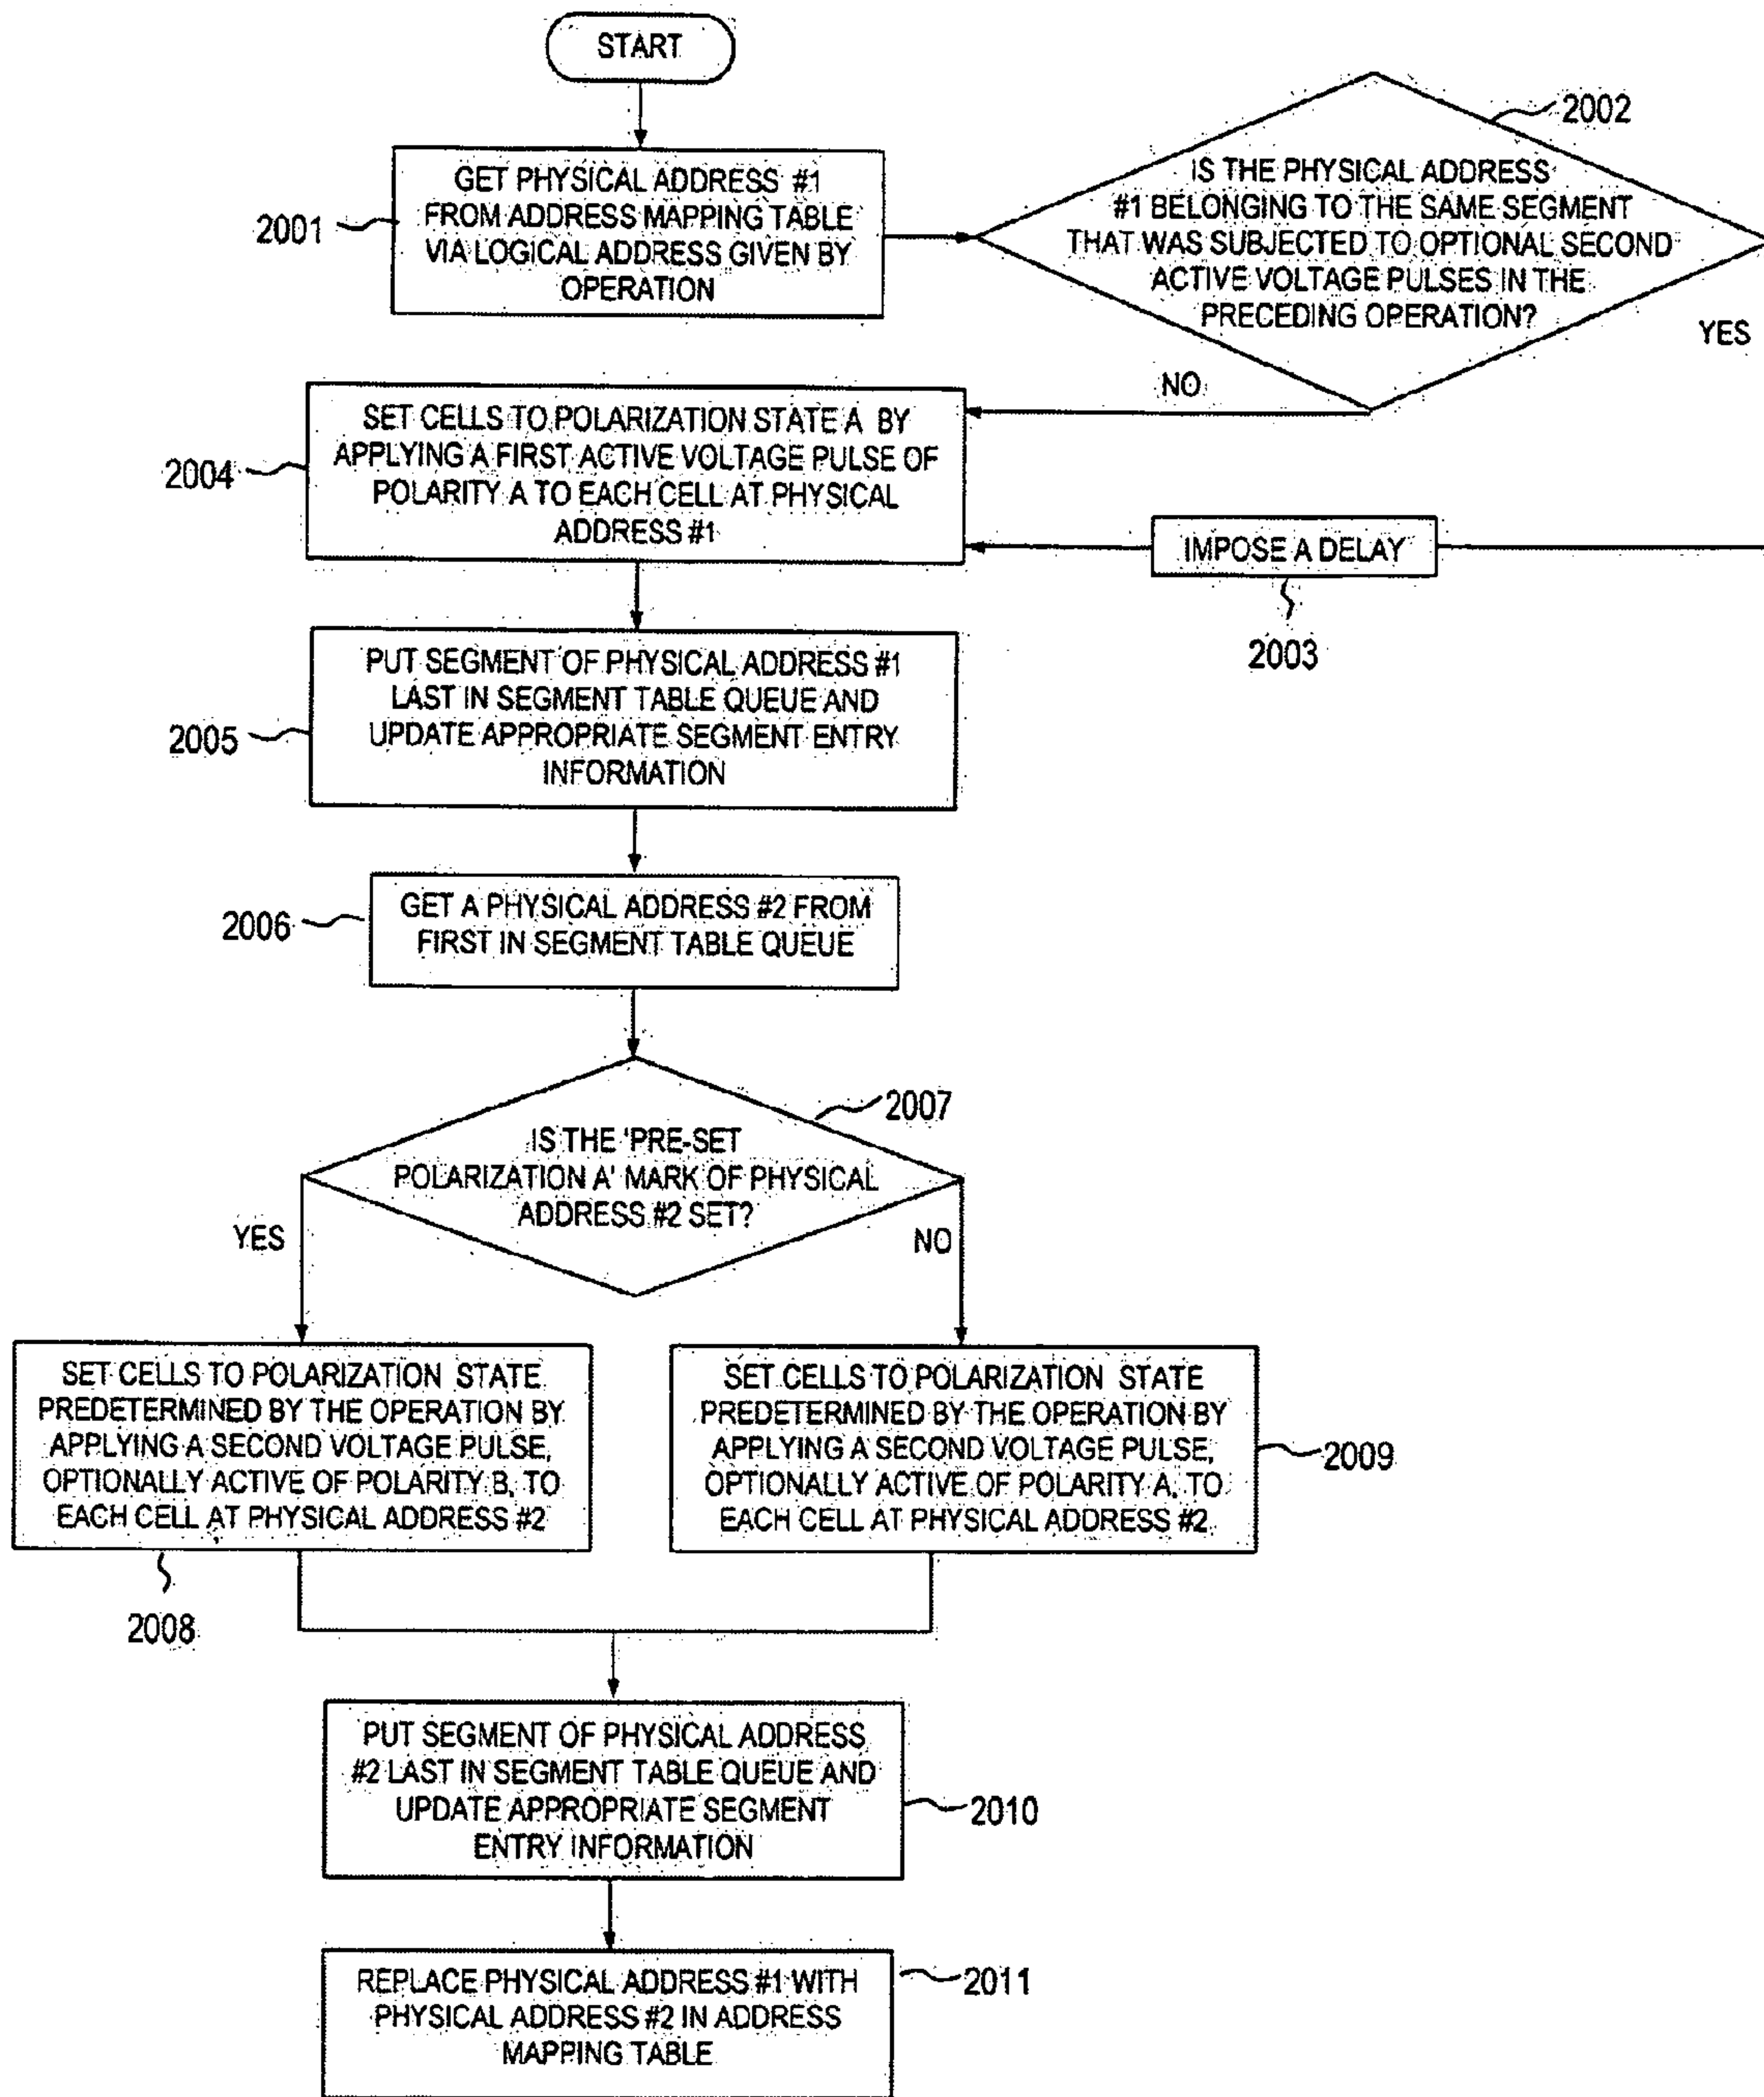 START
2001
GET PHYSICAL ADDRESS #1
FROM ADDRESS MAPPING TABLE
VIA LOGICAL ADDRESS GIVEN BY
OPERATION
2002
IS THE PHYSICAL ADDRESS
#1 BELONGING TO THE SAME SEGMENT
THAT WAS SUBJECTED TO OPTIONAL SECOND
ACTIVE VOLTAGE PULSES IN THE
PRECEDING OPERATION?
YES
NO
2004
SET CELLS TO POLARIZATION STATE A BY
APPLYING A FIRST ACTIVE VOLTAGE PULSE OF
POLARITY A TO EACH CELL AT PHYSICAL
ADDRESS #1
IMPOSE A DELAY
2003
2005
PUT SEGMENT OF PHYSICAL ADDRESS #1
LAST IN SEGMENT TABLE QUEUE AND
UPDATE APPROPRIATE SEGMENT ENTRY
INFORMATION
2006
GET A PHYSICAL ADDRESS #2 FROM
FIRST IN SEGMENT TABLE QUEUE
2007
IS THE 'PRE-SET
POLARIZATION A' MARK OF PHYSICAL
ADDRESS #2 SET?
YES
NO
SET CELLS TO POLARIZATION STATE
PREDETERMINED BY THE OPERATION BY
APPLYING A SECOND VOLTAGE PULSE,
OPTIONALLY ACTIVE OF POLARITY B, TO
EACH CELL AT PHYSICAL ADDRESS #2
2008
SET CELLS TO POLARIZATION STATE
PREDETERMINED BY THE OPERATION BY
APPLYING A SECOND VOLTAGE PULSE,
OPTIONALLY ACTIVE OF POLARITY A, TO
EACH CELL AT PHYSICAL ADDRESS #2
2009
PUT SEGMENT OF PHYSICAL ADDRESS
#2 LAST IN SEGMENT TABLE QUEUE AND
UPDATE APPROPRIATE SEGMENT
ENTRY INFORMATION
2010
REPLACE PHYSICAL ADDRESS #1 WITH
PHYSICAL ADDRESS #2 IN ADDRESS
MAPPING TABLE
2011